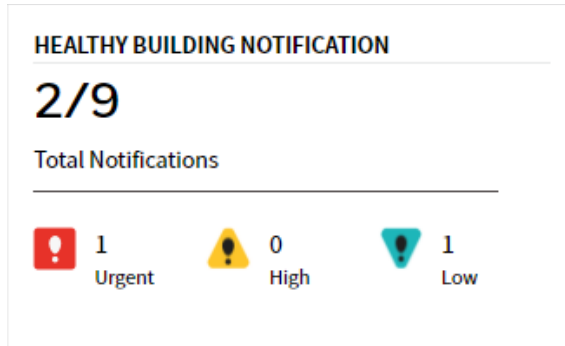 HEALTHY BUILDING NOTIFICATION
2/9
Total Notifications
1
Urgent
0
High
1
Low